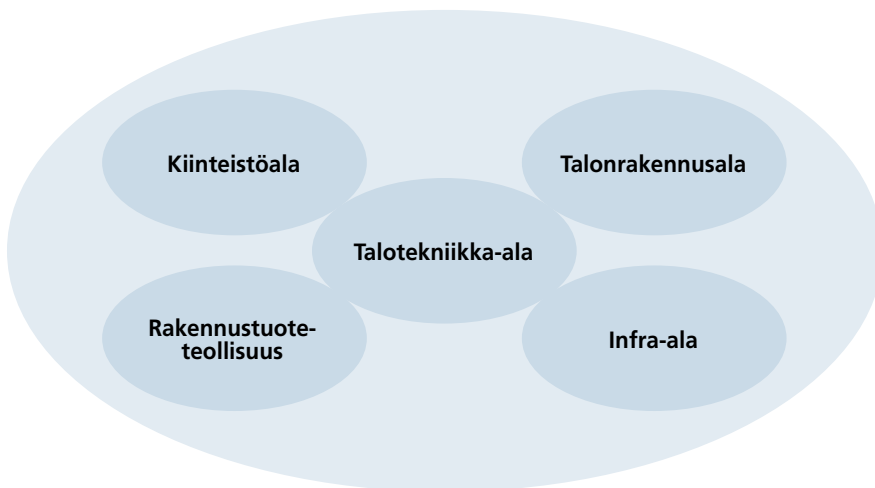 Kiinteistöala
Talonrakennusala
Talotekniikka-ala
Rakennustuote-
teollisuus
Infra-ala